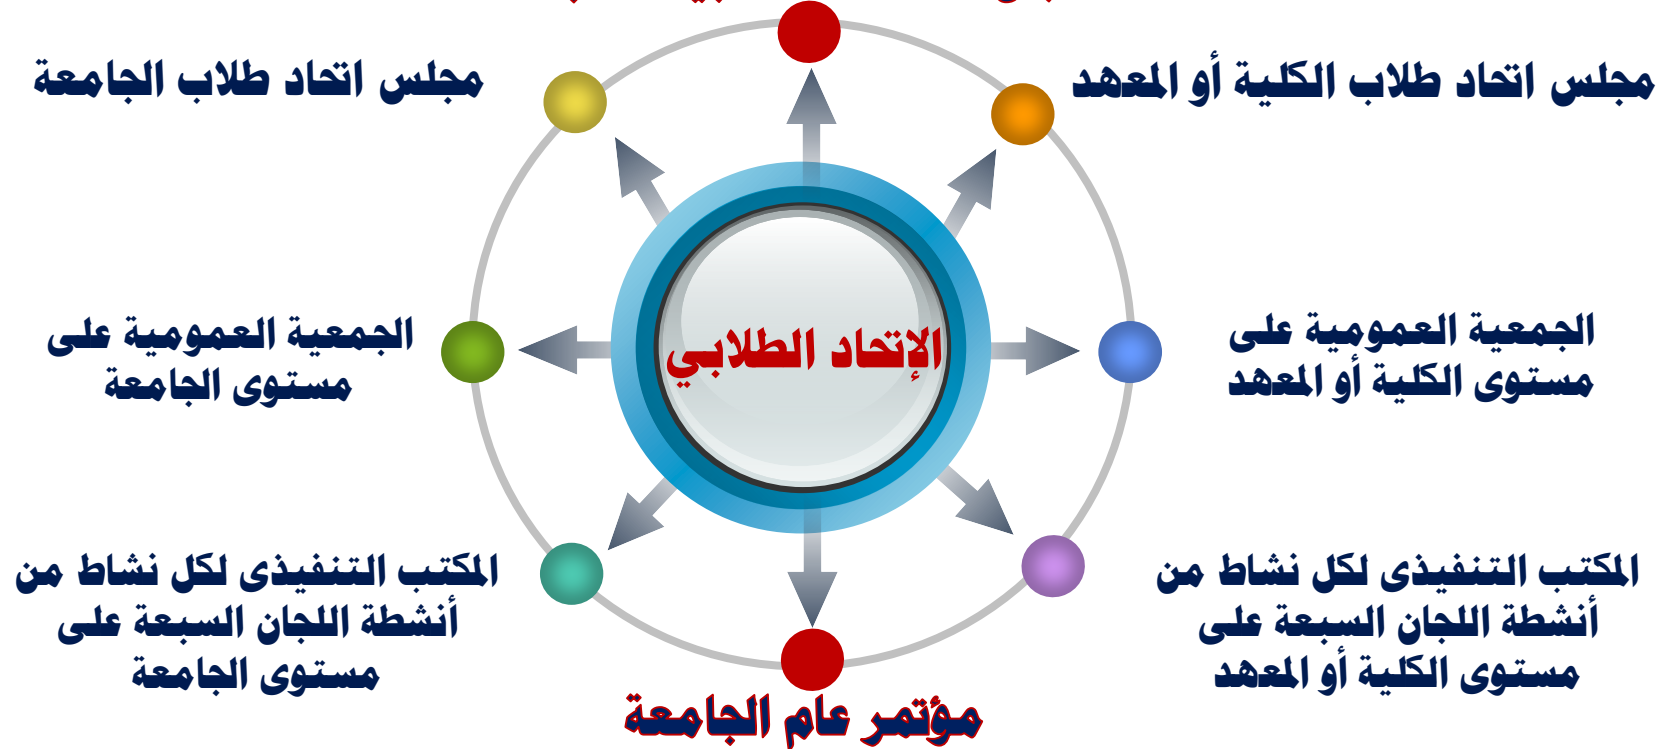 مجلس اتحاد طلاب الكلية أو المعهد
مجلس اتحاد طلاب الجامعة
الجمعية العمومية على
مستوى الكلية أو المعهد
الإتحاد الطلابي
الجمعية العمومية على
مستوى الجامعة
المكتب التنفيذى لكل نشاط من
أنشطة اللجان السبعة على
مستوى الكلية أو المعهد
المكتب التنفيذى لكل نشاط من
أنشطة اللجان السبعة على
مستوى الجامعة
مؤتمر عام الجامعة